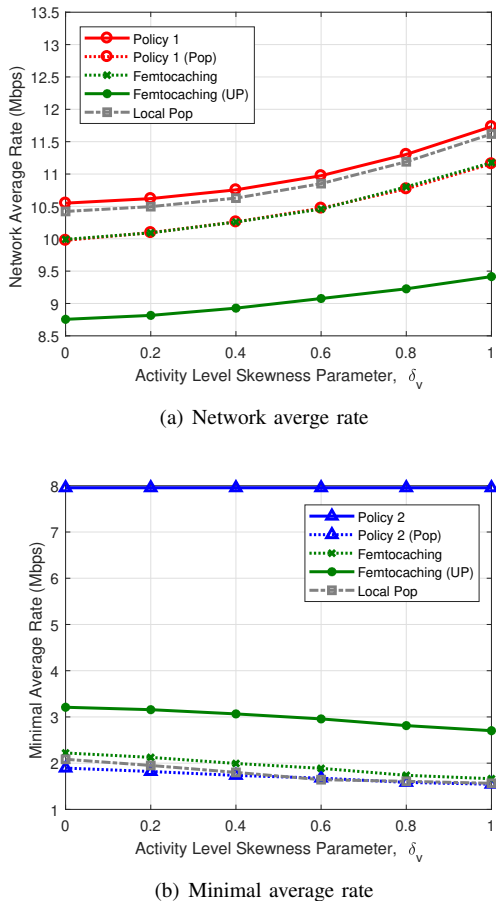 13.5
13
12.5
12
11.5
11
10.5
10
9.5
9
8.5
Network Average Rate (Mbps)
Policy 1
Policy 1 (Pop)
Femtocaching
Femtocaching (UP)
Local Pop
0 0.2 0.4 0.6 0.8 1
Activity Level Skewness Parameter, δv
(a) Network averge rate
8
7
6
5
4
3
2
1
Minimal Average Rate (Mbps)
Policy 2
Policy 2 (Pop)
Femtocaching
Femtocaching (UP)
Local Pop
0 0.2 0.4 0.6 0.8 1
Activity Level Skewness Parameter, δv
(b) Minimal average rate